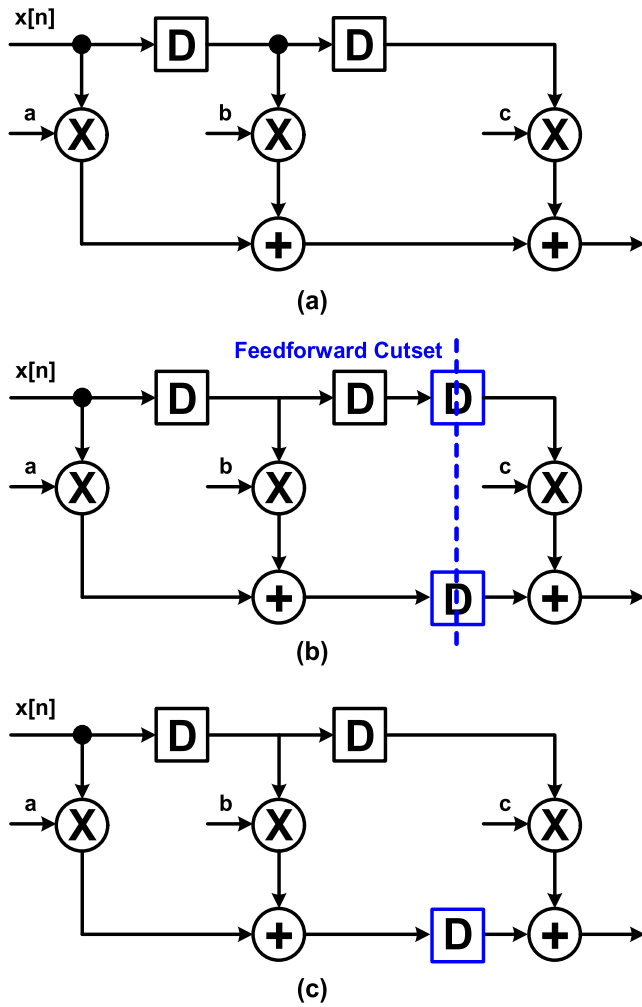 x[n]
D
D
a
X
b
X
c
X
+
+
(a)
Feedforward Cutset
x[n]
D
D
D
a
X
b
X
c
X
+
D
+
(b)
x[n]
D
D
a
X
b
X
c
X
+
D
+
(c)